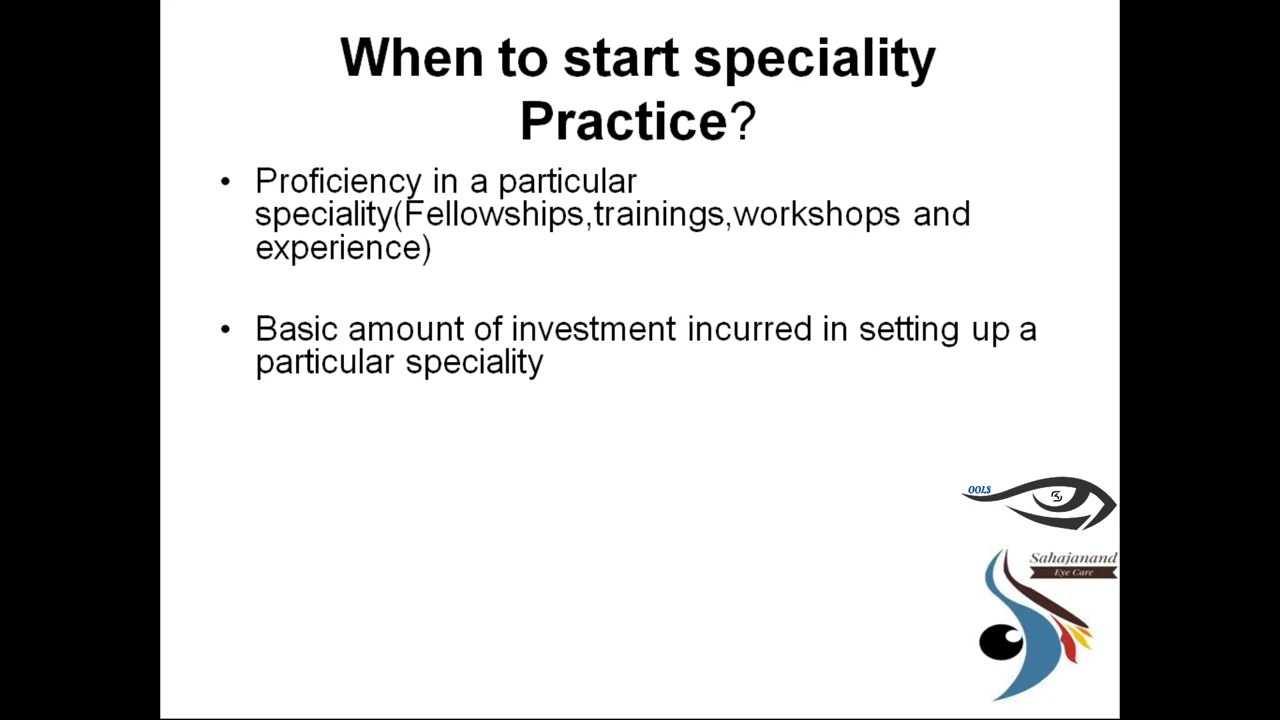 When to start speciality
Practice?
• Proficiency in a particular
speciality(Fellowships,trainings,workshops and
experience)
• Basic amount of investment incurred in setting up a
particular speciality
OOLS
Sahajanand
Eye Care